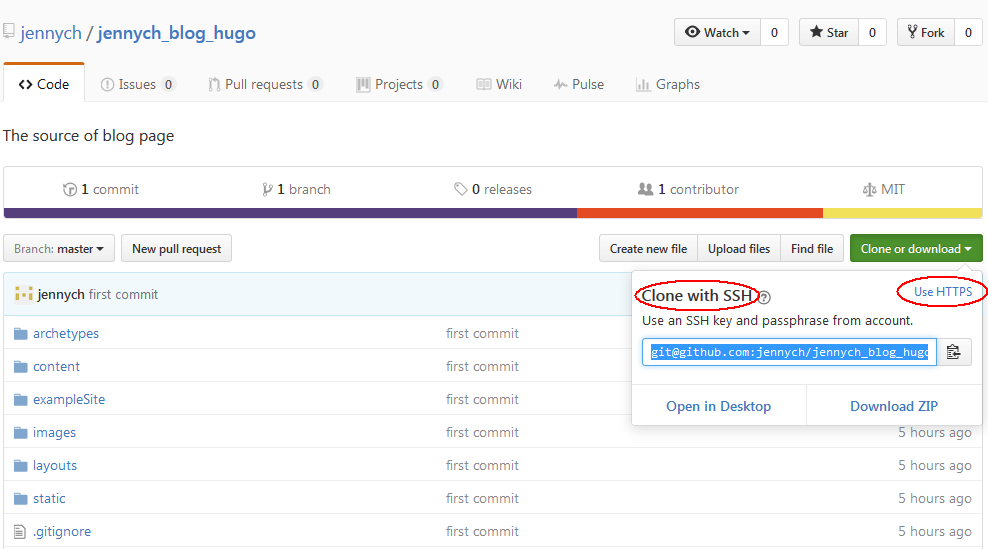 jennych / jennych_blog_hugo
Watch 0 Star 0 Fork 0
Code Issues 0 Pull requests 0 Projects 0 Wiki Pulse Graphs
The source of blog page
1 commit 1 branch 0 releases 1 contributor MIT
Branch: master New pull request Create new file Upload files Find file Clone or download
jennych first commit
Clone with SSH ? Use HTTPS
Use an SSH key and passphrase from account.
git@github.com:jennych/jennych_blog_hugo
Open in Desktop Download ZIP
archetypes first commit
content first commit
exampleSite first commit
images first commit 5 hours ago
layouts first commit 5 hours ago
static first commit 5 hours ago
.gitignore first commit 5 hours ago